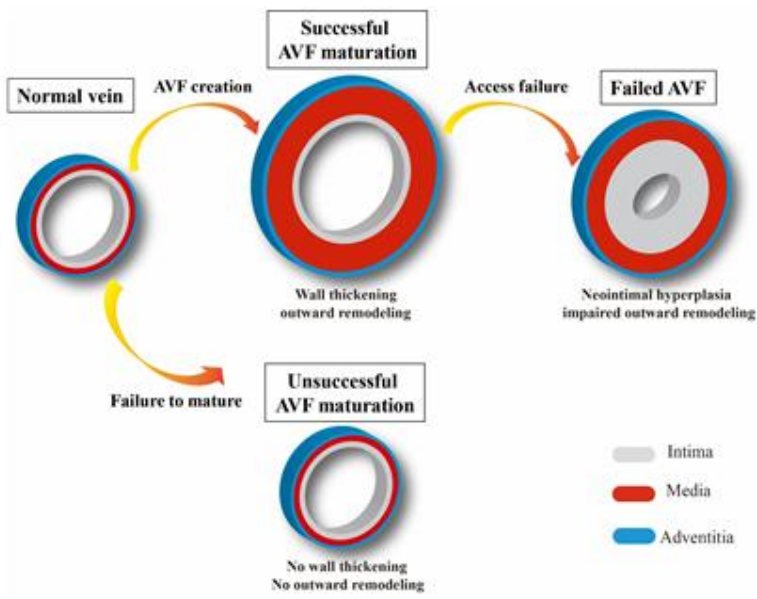 Successful
AVF maturation
Normal vein
AVF creation
Access failure
Failed AVF
Wall thickening
outward remodeling
Neointimal hyperplasia
impaired outward remodeling
Failure to mature
Unsuccessful
AVF maturation
No wall thickening
No outward remodeling
Intima
Media
Adventitia